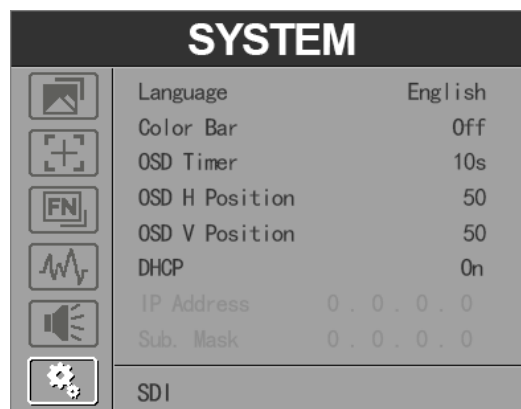 SYSTEM
Language English
Color Bar Off
OSD Timer 10s
OSD H Position 50
FN
OSD V Position 50
DHCP On
IP Address 0 . 0 . 0 . 0
Sub. Mask 0 . 0 . 0 . 0
SDI